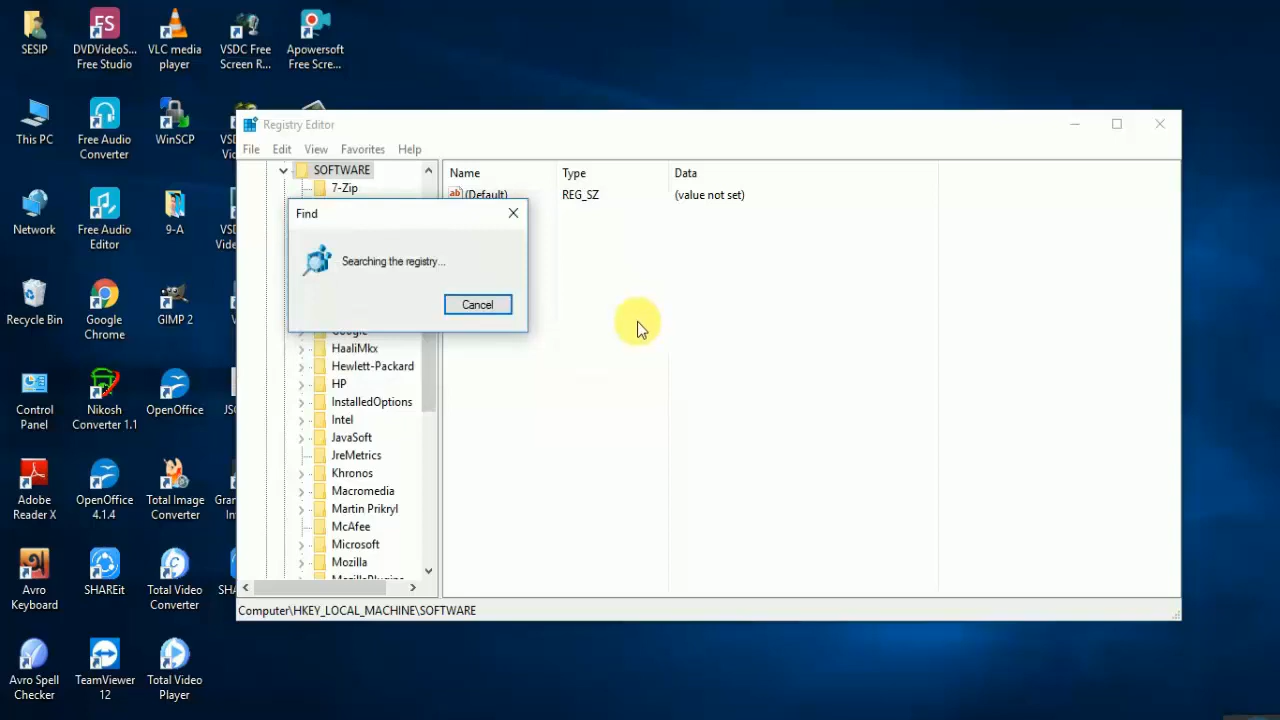 SESIP
DVDVideoS...
Free Studio
VLC media
player
VSDC Free
Screen R...
Apowersoft
Free Scre...
This PC
Free Audio
Converter
WinSCP
Network
Free Audio
Editor
9-A
Recycle Bin
Google
Chrome
GIMP 2
Control
Panel
Nikosh
Converter 1.1
OpenOffice
Adobe
Reader X
OpenOffice
4.1.4
Total Image
Converter
Avro
Keyboard
SHAREit
Total Video
Converter
Avro Spell
Checker
TeamViewer
12
Total Video
Player
Registry Editor
File Edit View Favorites Help
SOFTWARE
7-Zip
Name Type Data
ab (Default) REG_SZ (value not set)
Find
Searching the registry...
Cancel
Google
HaaliMkx
Hewlett-Packard
HP
InstalledOptions
Intel
JavaSoft
JreMetrics
Khronos
Macromedia
Martin Prikryl
McAfee
Microsoft
Mozilla
MozillaPlugins
Computer\HKEY_LOCAL_MACHINE\SOFTWARE